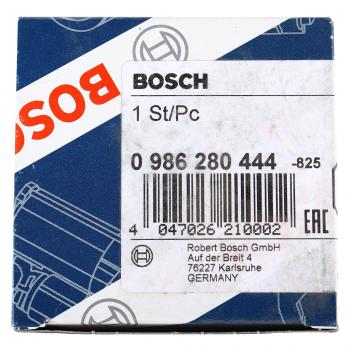 BOSCH
BOSCH
1 St/Pc
0 986 280 444 -825
4 047026 210002
EAC
Robert Bosch GmbH
Auf der Breit 4
76227 Karlsruhe
GERMANY